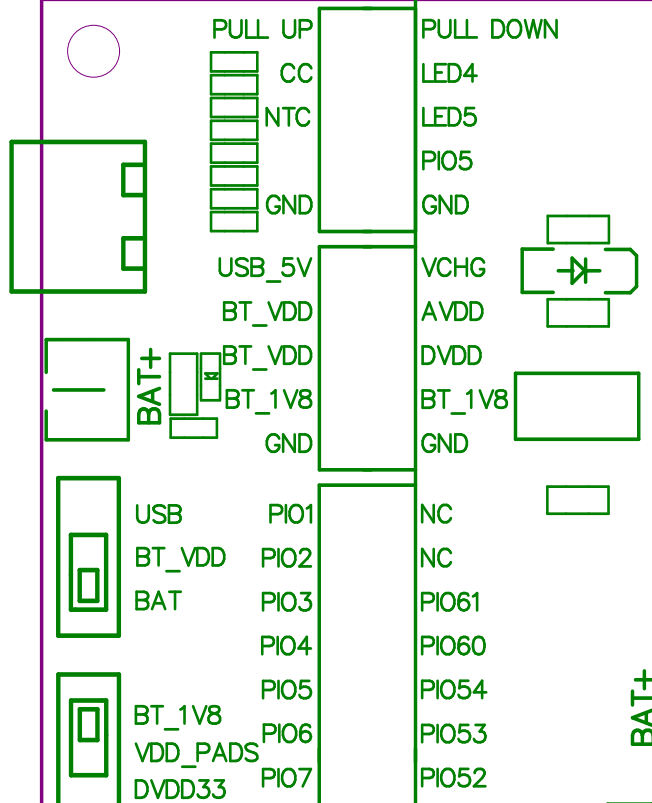 PULL UP PULL DOWN
CC LED4
NTC LED5
PIO5
GND GND
USB_5V VCHG
BT_VDD AVDD
BT_VDD DVDD
BT_1V8 BT_1V8
GND GND
BAT+
USB PIO1 NC
BT_VDD PIO2 NC
BAT PIO3 PIO61
PIO4 PIO60
PIO5 PIO54
BT_1V8 PIO6 PIO53
VDD_PADS
DVDD33 PIO7 PIO52
BAT+